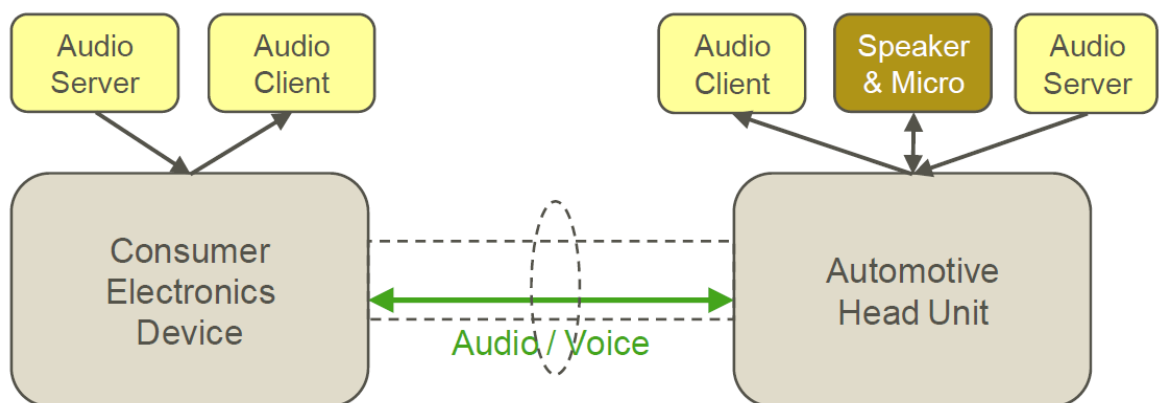 Audio
Server
Audio
Client
Audio
Client
Speaker
& Micro
Audio
Server
Consumer
Electronics
Device
Audio / Voice
Automotive
Head Unit